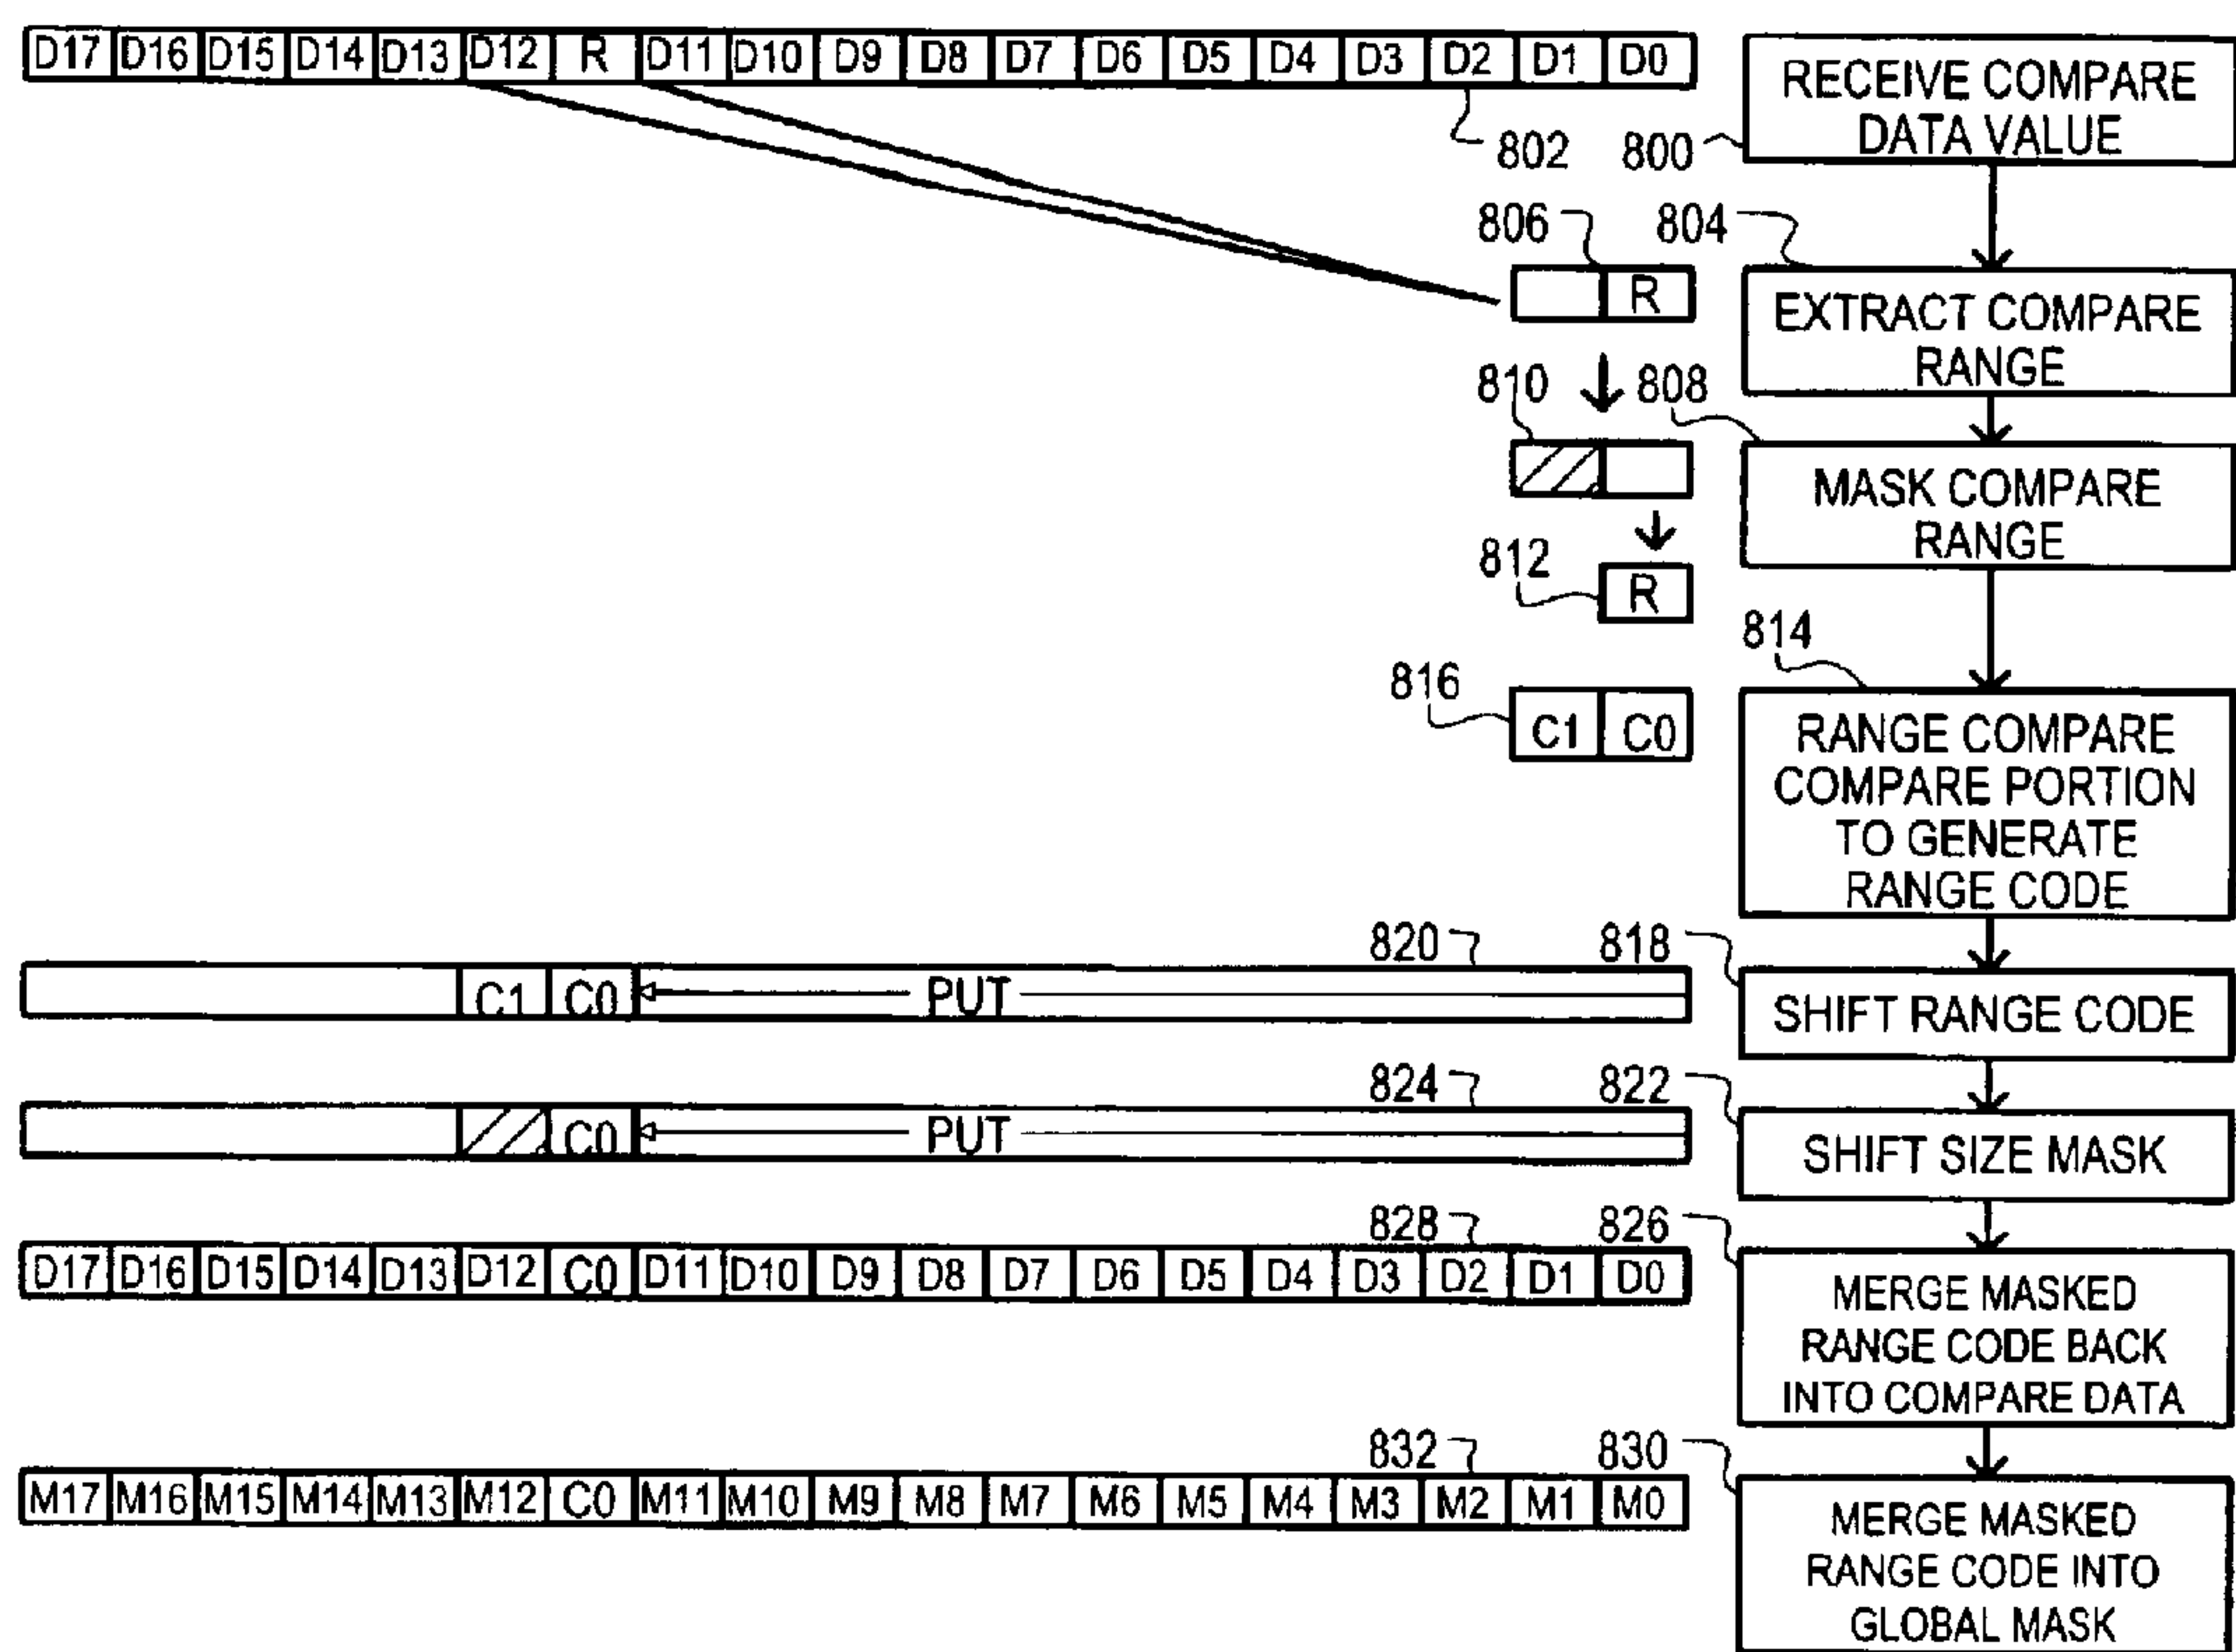 D17 D16 D15 D14 D13 D12 R D11 D10 D9 D8 D7 D6 D5 D4 D3 D2 D1 D0
802
800
RECEIVE COMPARE
DATA VALUE
806
804
R
EXTRACT COMPARE
RANGE
810
808
MASK COMPARE
RANGE
812
R
814
816
C1 C0
RANGE COMPARE
COMPARE PORTION
TO GENERATE
RANGE CODE
820
818
C1 C0 PUT
SHIFT RANGE CODE
824
822
C0 PUT
SHIFT SIZE MASK
828
826
D17 D16 D15 D14 D13 D12 C0 D11 D10 D9 D8 D7 D6 D5 D4 D3 D2 D1 D0
MERGE MASKED
RANGE CODE BACK
INTO COMPARE DATA
832
830
M17 M16 M15 M14 M13 M12 C0 M11 M10 M9 M8 M7 M6 M5 M4 M3 M2 M1 M0
MERGE MASKED
RANGE CODE INTO
GLOBAL MASK